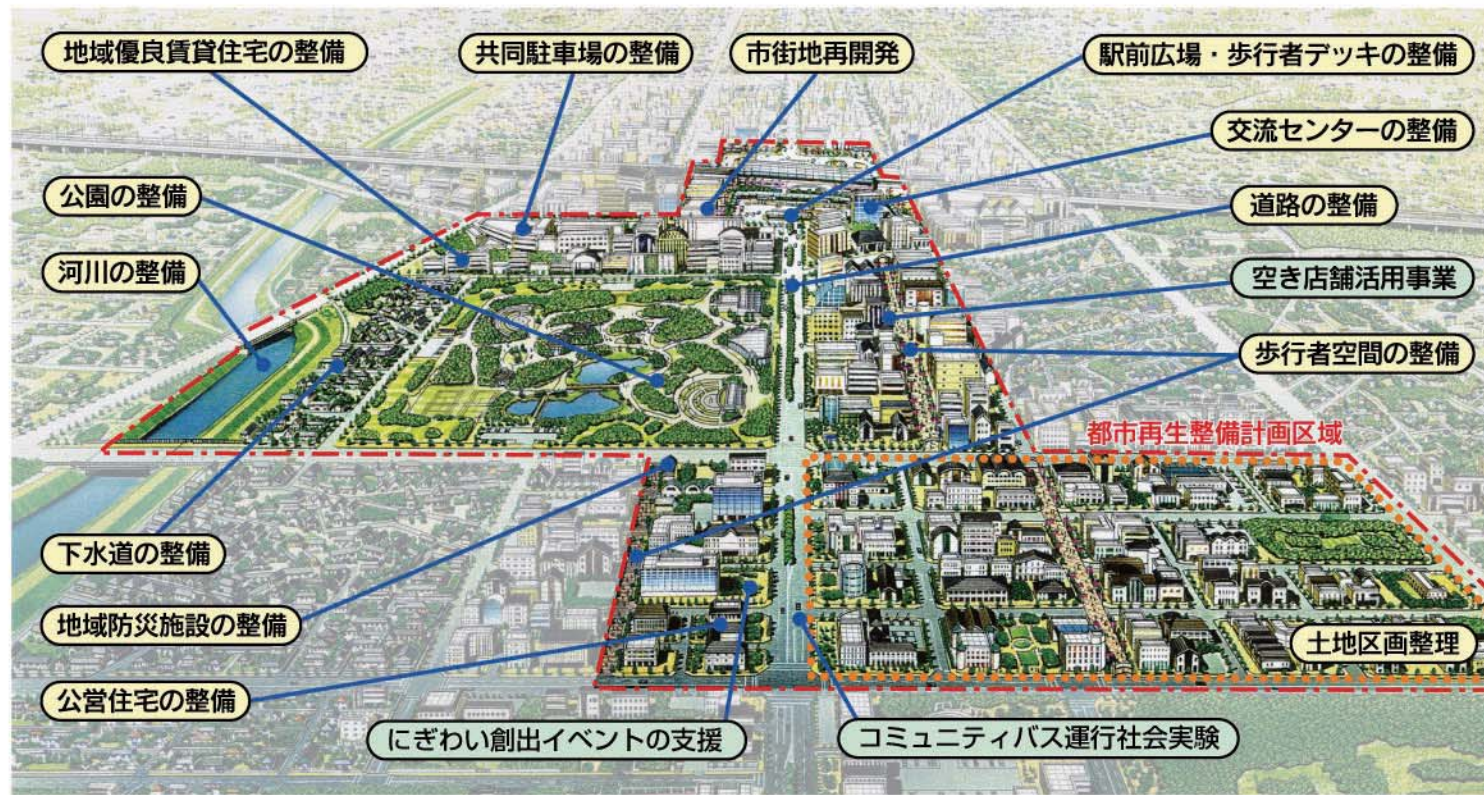 地域優良賃貸住宅の整備
共同駐車場の整備
市街地再開発
駅前広場・歩行者デッキの整備
交流センターの整備
公園の整備
道路の整備
河川の整備
空き店舗活用事業
歩行者空間の整備
都市再生整備計画区域
下水道の整備
地域防災施設の整備
土地区画整理
公営住宅の整備
にぎわい創出イベントの支援
コミュニティバス運行社会実験